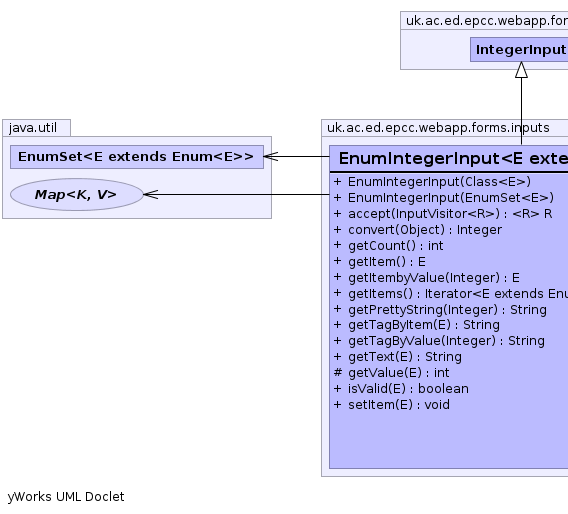 uk.ac.ed.epcc.webapp.for
IntegerInput
java.util
EnumSet<E extends Enum<E>>
Map<K, V>
uk.ac.ed.epcc.webapp.forms.inputs
EnumIntegerInput<E exte
+ EnumIntegerInput(Class<E>)
+ EnumIntegerInput(EnumSet<E>)
+ accept(InputVisitor<R>) : <R> R
+ convert(Object) : Integer
+ getCount() : int
+ getItem() : E
+ getItembyValue(Integer) : E
+ getItems() : Iterator<E extends Enu
+ getPrettyString(Integer) : String
+ getTagByItem(E) : String
+ getTagByValue(Integer) : String
+ getText(E) : String
# getValue(E) : int
+ isValid(E) : boolean
+ setItem(E) : void
yWorks UML Doclet